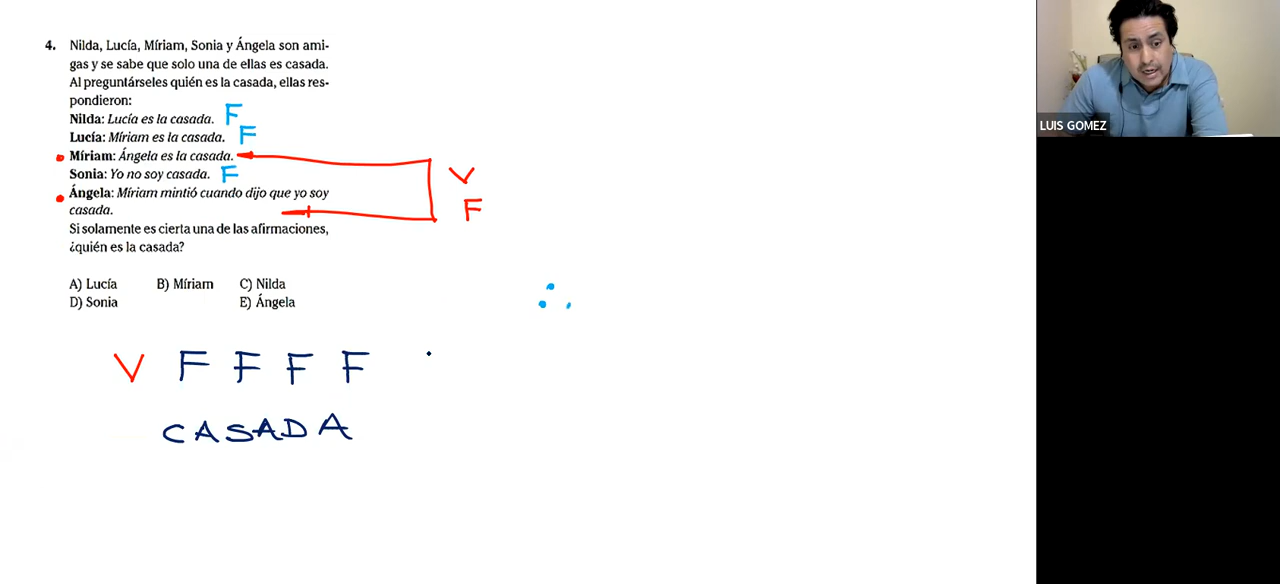 4. Nilda, Lucía, Míriam, Sonia y Ángela son ami-
gas y se sabe que solo una de ellas es casada.
Al preguntárseles quién es la casada, ellas res-
pondieron:
Nilda: Lucía es la casada. F
Lucía: Míriam es la casada. F
Míriam: Ángela es la casada.
Sonia: Yo no soy casada. F
V
Ángela: Míriam mintió cuando dijo que yo soy
casada.
F
Si solamente es cierta una de las afirmaciones,
¿quién es la casada?
A) Lucía B) Míriam C) Nilda
D) Sonia E) Ángela
∴
V F F F F
CASADA
LUIS GOMEZ